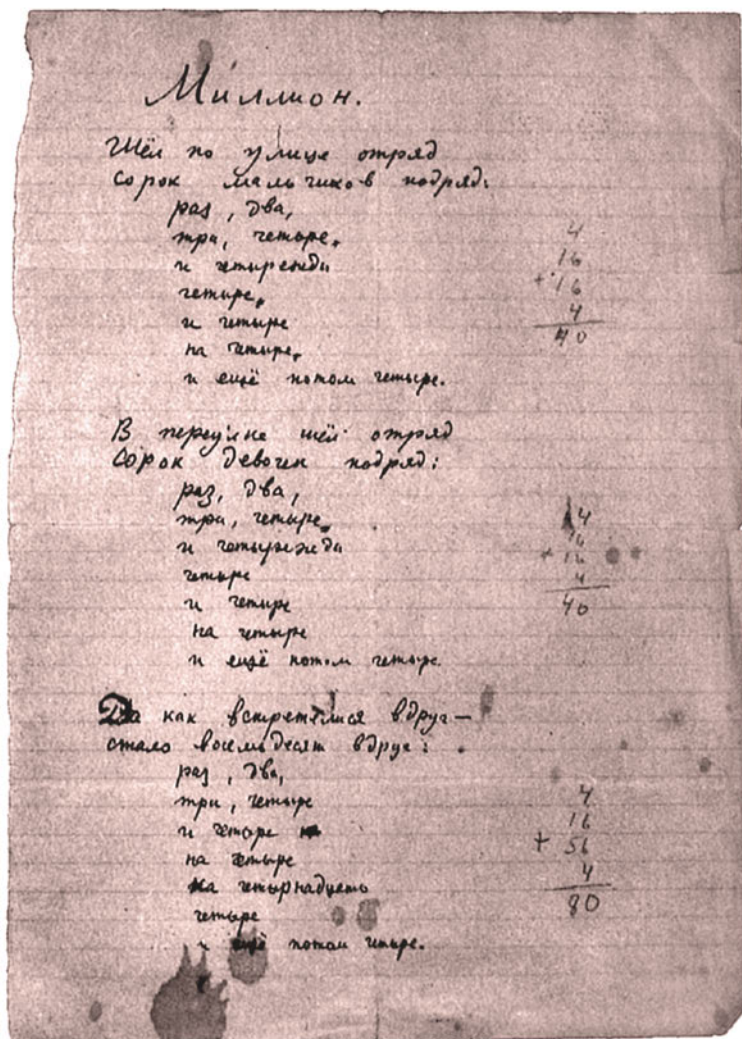 Миллион.
Шёл по улице отряд
сорок мальчиков подряд:
раз, два,
три, четыре,
и четырежды
четыре,
и четыре
на четыре,
и ещё потом четыре.
4
16
+ 16
4
40
В переулке шёл отряд
сорок девочек подряд:
раз, два,
три, четыре,
и четырежды
четыре
и четыре
на четыре
и ещё потом четыре.
4
16
+ 16
4
40
Да как встретилися вдруг —
стало восемьдесят вдруг:
раз, два,
три, четыре
и четыре
на четыре
на четырнадцать
четыре
и ещё потом четыре.
4
16
+ 56
4
80